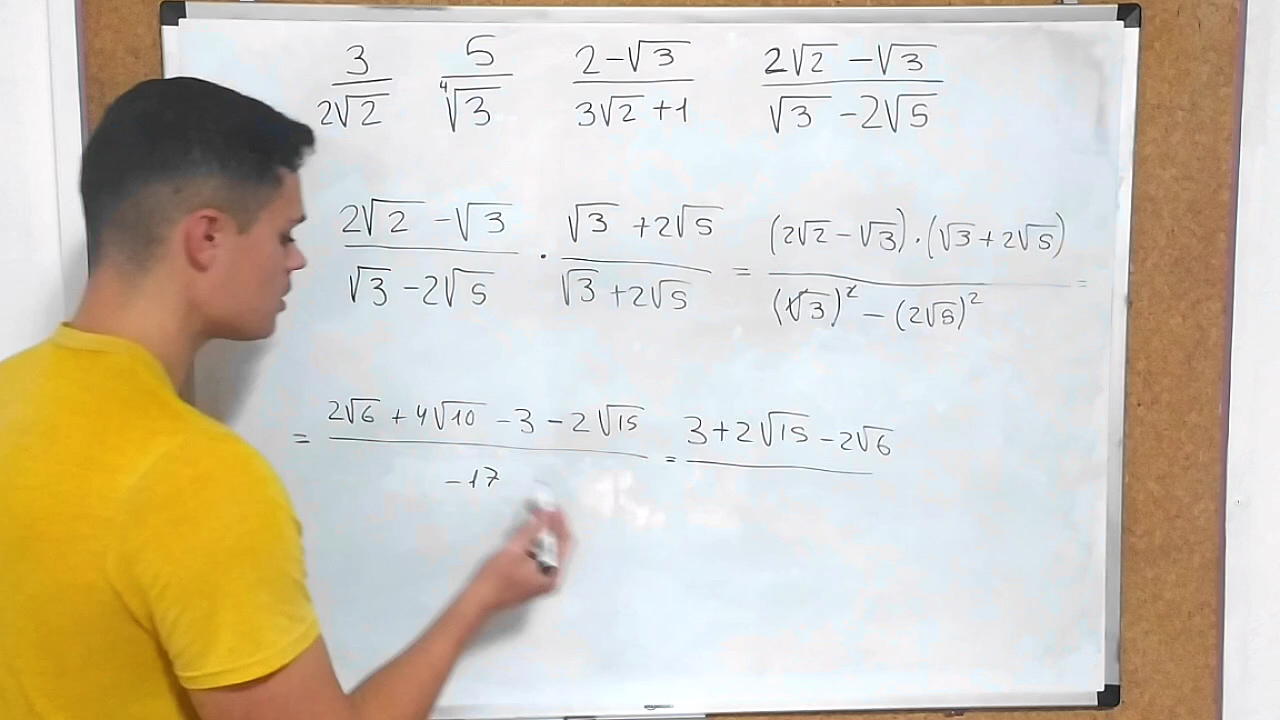 3/(2√2)   5/⁴√3   (2-√3)/(3√2+1)   (2√2-√3)/(√3-2√5)
(2√2-√3)/(√3-2√5) · (√3+2√5)/(√3+2√5) = ((2√2-√3)·(√3+2√5))/((√3)²-(2√5)²) =
= (2√6+4√10-3-2√15)/(-17) = 3+2√15-2√6